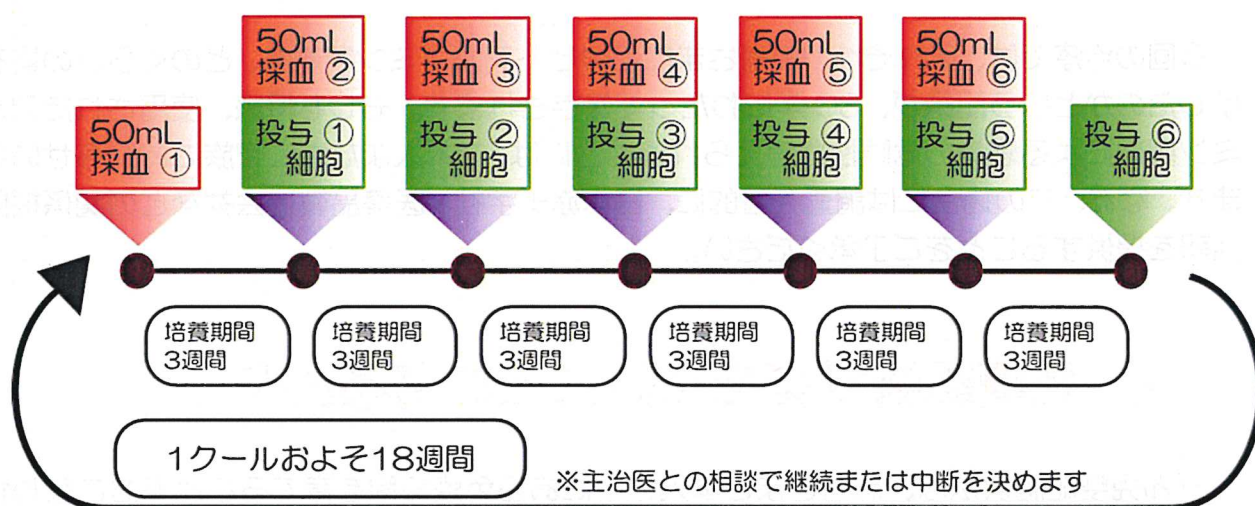 50mL
採血 ①
50mL
採血 ②
投与 ①
細胞
50mL
採血 ③
投与 ②
細胞
50mL
採血 ④
投与 ③
細胞
50mL
採血 ⑤
投与 ④
細胞
50mL
採血 ⑥
投与 ⑤
細胞
投与 ⑥
細胞
培養期間
3週間
培養期間
3週間
培養期間
3週間
培養期間
3週間
培養期間
3週間
培養期間
3週間
1クールおよそ18週間
※主治医との相談で継続または中断を決めます